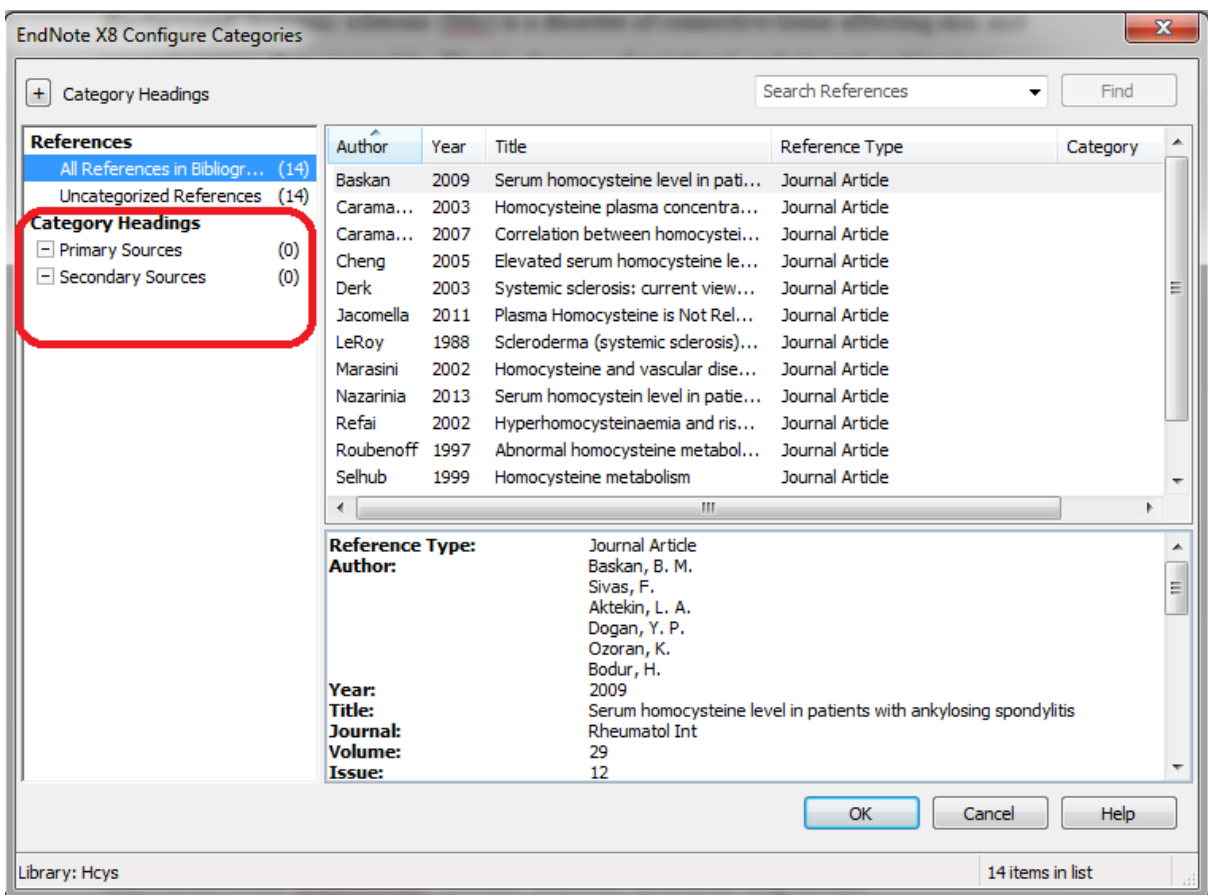 EndNote X8 Configure Categories
+ Category Headings Search References Find
References
All References in Bibliogr... (14)
Uncategorized References (14)
Category Headings
Primary Sources (0)
Secondary Sources (0)
Author Year Title Reference Type Category
Baskan 2009 Serum homocysteine level in pati... Journal Article
Carama... 2003 Homocysteine plasma concentra... Journal Article
Carama... 2007 Correlation between homocystei... Journal Article
Cheng 2005 Elevated serum homocysteine le... Journal Article
Derk 2003 Systemic sclerosis: current view... Journal Article
Jacomella 2011 Plasma Homocysteine is Not Rel... Journal Article
LeRoy 1988 Scleroderma (systemic sclerosis)... Journal Article
Marasini 2002 Homocysteine and vascular dise... Journal Article
Nazarinia 2013 Serum homocystein level in patie... Journal Article
Refai 2002 Hyperhomocysteinaemia and ris... Journal Article
Roubenoff 1997 Abnormal homocysteine metabol... Journal Article
Selhub 1999 Homocysteine metabolism Journal Article
Reference Type: Journal Article
Author: Baskan, B. M.
Sivas, F.
Aktekin, L. A.
Dogan, Y. P.
Ozoran, K.
Bodur, H.
Year: 2009
Title: Serum homocysteine level in patients with ankylosing spondylitis
Journal: Rheumatol Int
Volume: 29
Issue: 12
OK Cancel Help
Library: Hcys 14 items in list